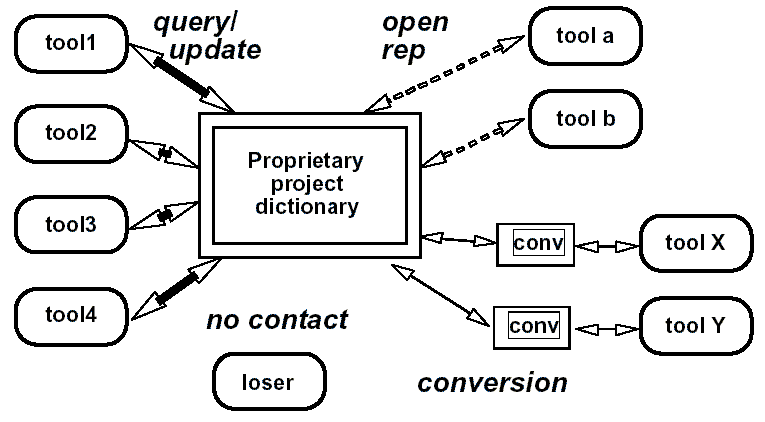 tool1
query/
update
open
rep
tool a
tool2
tool b
Proprietary
project
dictionary
tool3
conv
tool X
tool4
no contact
conv
tool Y
loser
conversion